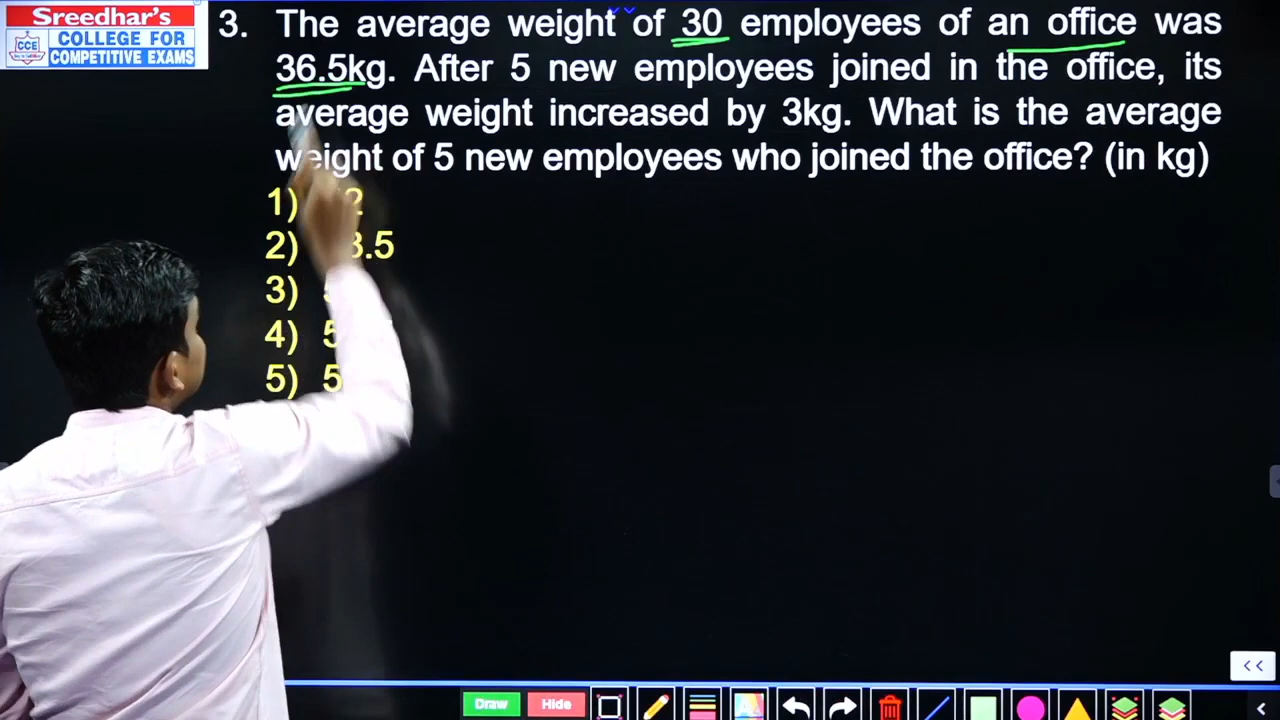 Sreedhar's
CCE
COLLEGE FOR
COMPETITIVE EXAMS
3. The average weight of 30 employees of an office was
36.5kg. After 5 new employees joined in the office, its
average weight increased by 3kg. What is the average
weight of 5 new employees who joined the office? (in kg)
1)
2)
3)
4)
5)
Draw Hide